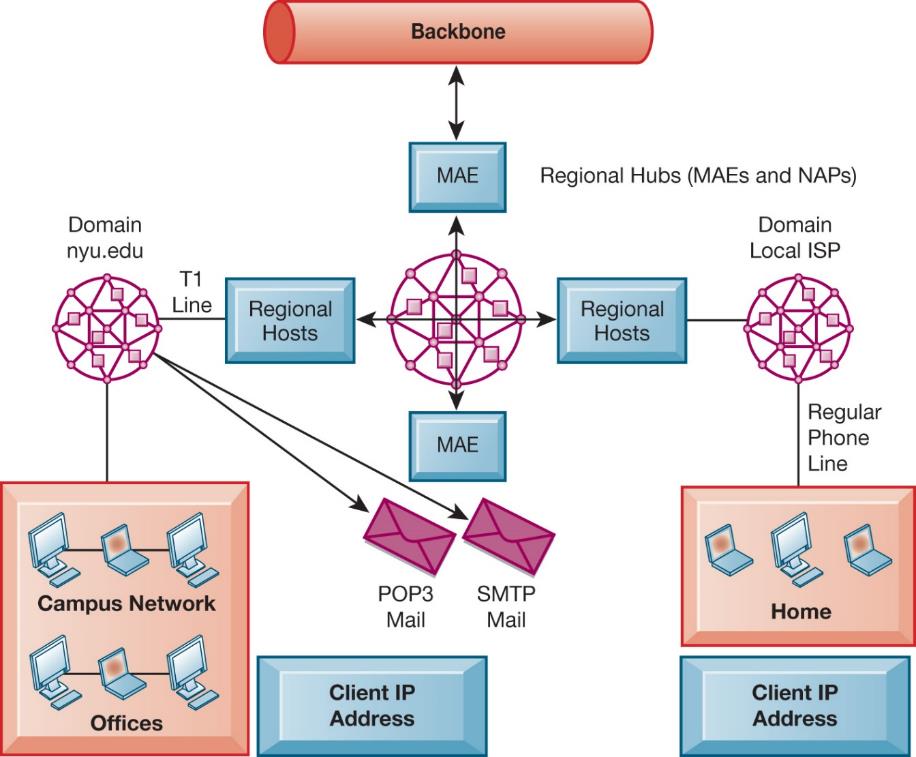 Backbone
MAE
Regional Hubs (MAEs and NAPs)
Domain
nyu.edu
Domain
Local ISP
T1
Line
Regional
Hosts
Regional
Hosts
MAE
Regular
Phone
Line
POP3
Mail
SMTP
Mail
Campus Network
Offices
Home
Client IP
Address
Client IP
Address